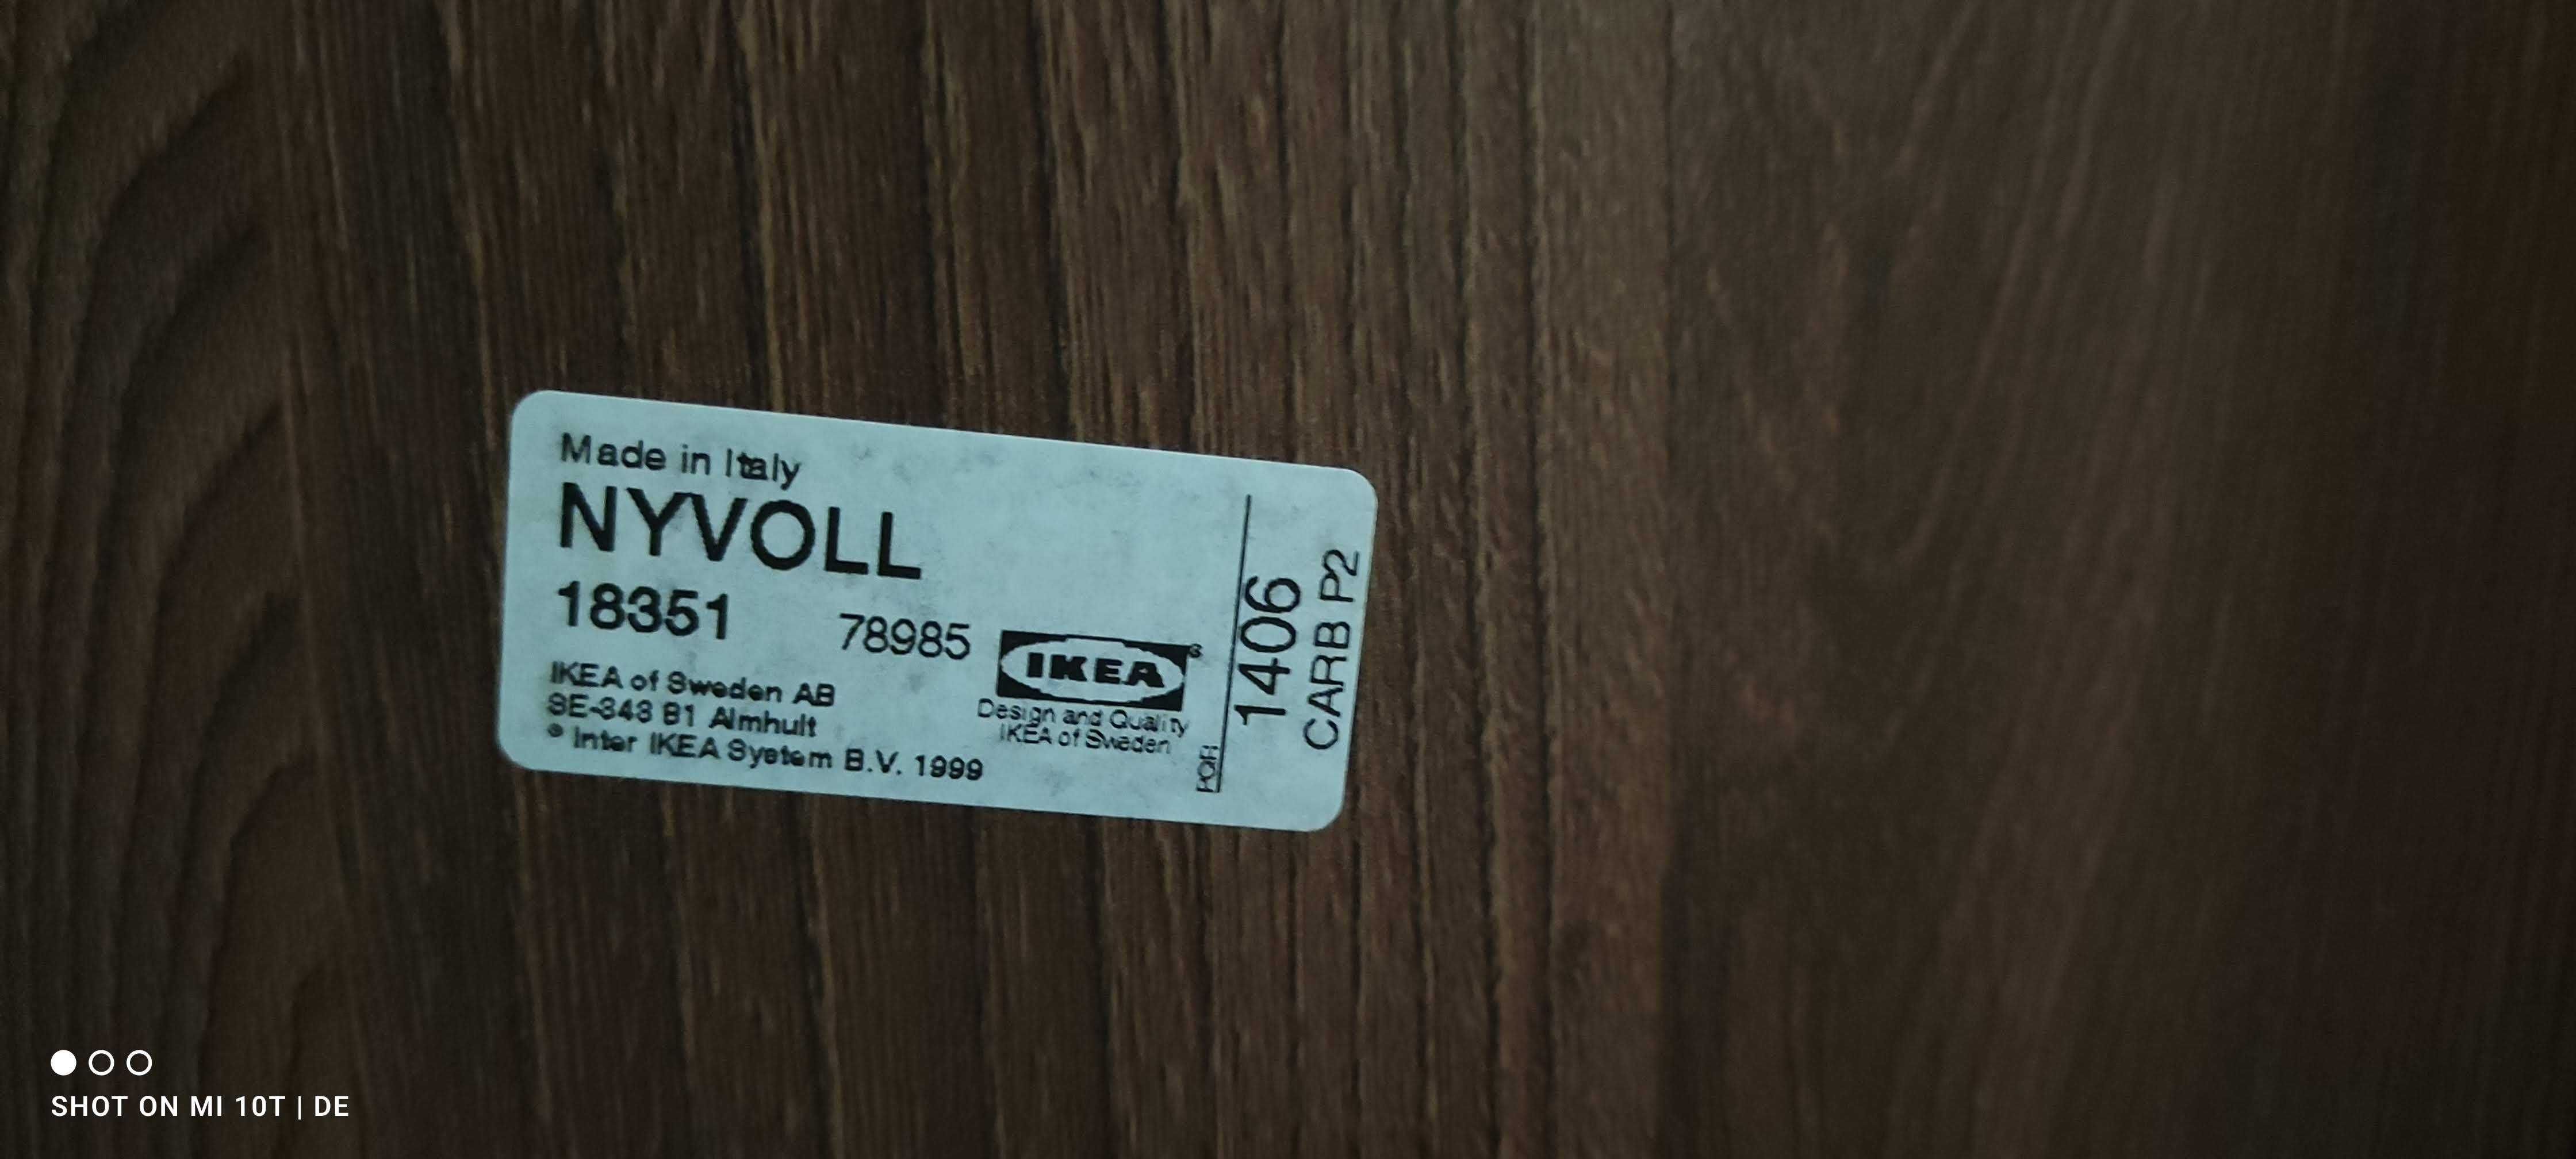 Made in Italy
NYVOLL
18351 78985
IKEA of Sweden AB
SE-343 81 Almhult
® Inter IKEA System B.V. 1999
IKEA®
Design and Quality
IKEA of Sweden
1406
CARB P2
SHOT ON MI 10T | DE